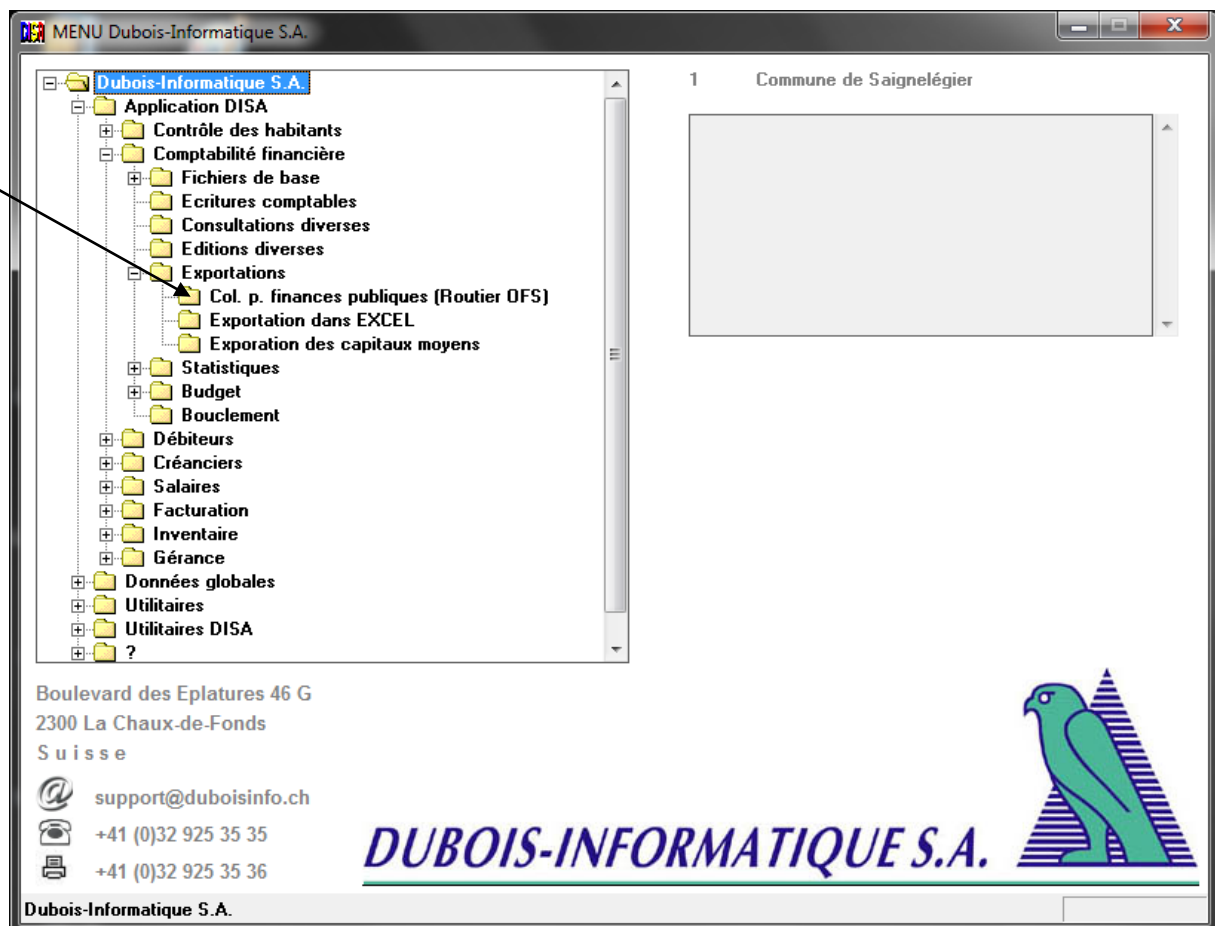 MENU Dubois-Informatique S.A.
Dubois-Informatique S.A.
Application DISA
Contrôle des habitants
Comptabilité financière
Fichiers de base
Ecritures comptables
Consultations diverses
Editions diverses
Exportations
Col. p. finances publiques (Routier OFS)
Exportation dans EXCEL
Exporation des capitaux moyens
Statistiques
Budget
Bouclement
Débiteurs
Créanciers
Salaires
Facturation
Inventaire
Gérance
Données globales
Utilitaires
Utilitaires DISA
?
1 Commune de Saignelégier
Boulevard des Eplatures 46 G
2300 La Chaux-de-Fonds
S u i s s e
support@duboisinfo.ch
+41 (0)32 925 35 35
+41 (0)32 925 35 36
DUBOIS-INFORMATIQUE S.A.
Dubois-Informatique S.A.